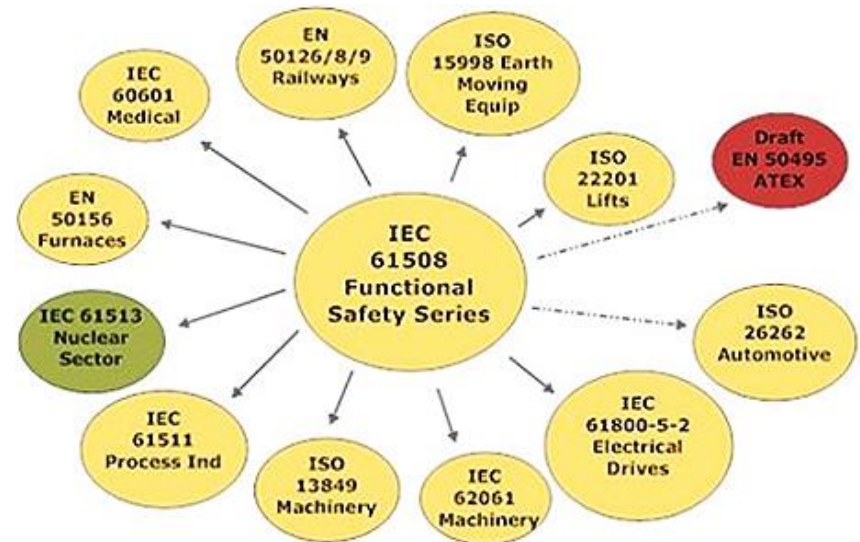 EN
50126/8/9
Railways
ISO
15998 Earth
Moving
Equip
IEC
60601
Medical
Draft
EN 50495
ATEX
ISO
22201
Lifts
EN
50156
Furnaces
IEC
61508
Functional
Safety Series
IEC 61513
Nuclear
Sector
ISO
26262
Automotive
IEC
61511
Process Ind
ISO
13849
Machinery
IEC
62061
Machinery
IEC
61800-5-2
Electrical
Drives